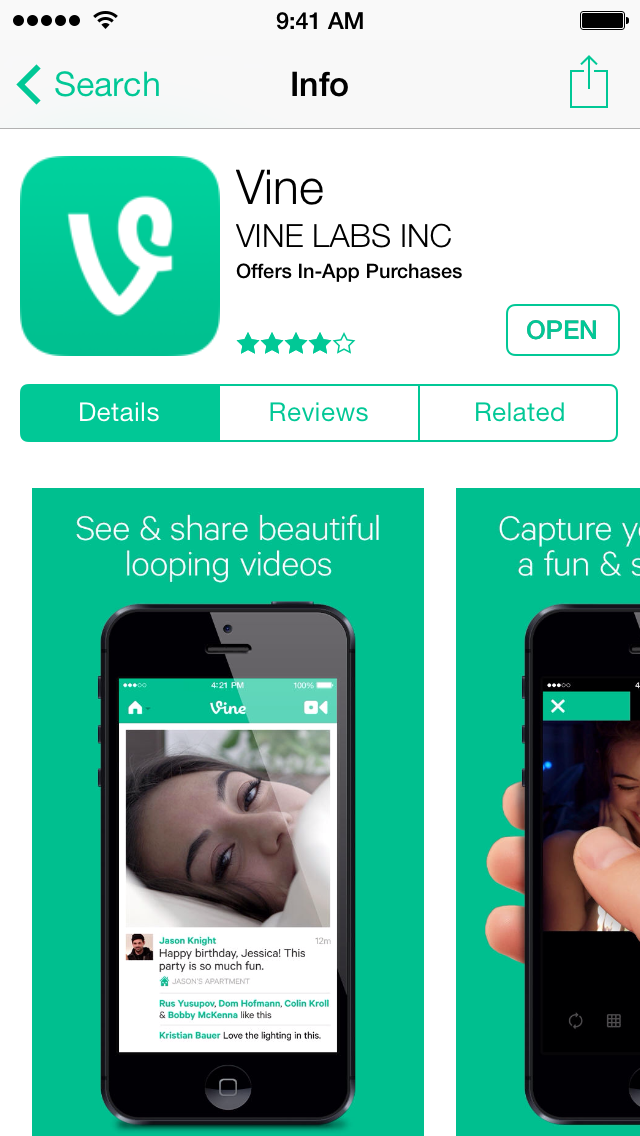 9:41 AM
Search
Info
Vine
VINE LABS INC
Offers In-App Purchases
OPEN
Details
Reviews
Related
See & share beautiful
looping videos
4:21 PM
100%
Vine
Jason Knight
12m
Happy birthday, Jessica! This
party is so much fun.
JASON'S APARTMENT
Rus Yusupov, Dom Hofmann, Colin Kroll
& Bobby McKenna like this
Kristian Bauer Love the lighting in this.
Capture
a fun &